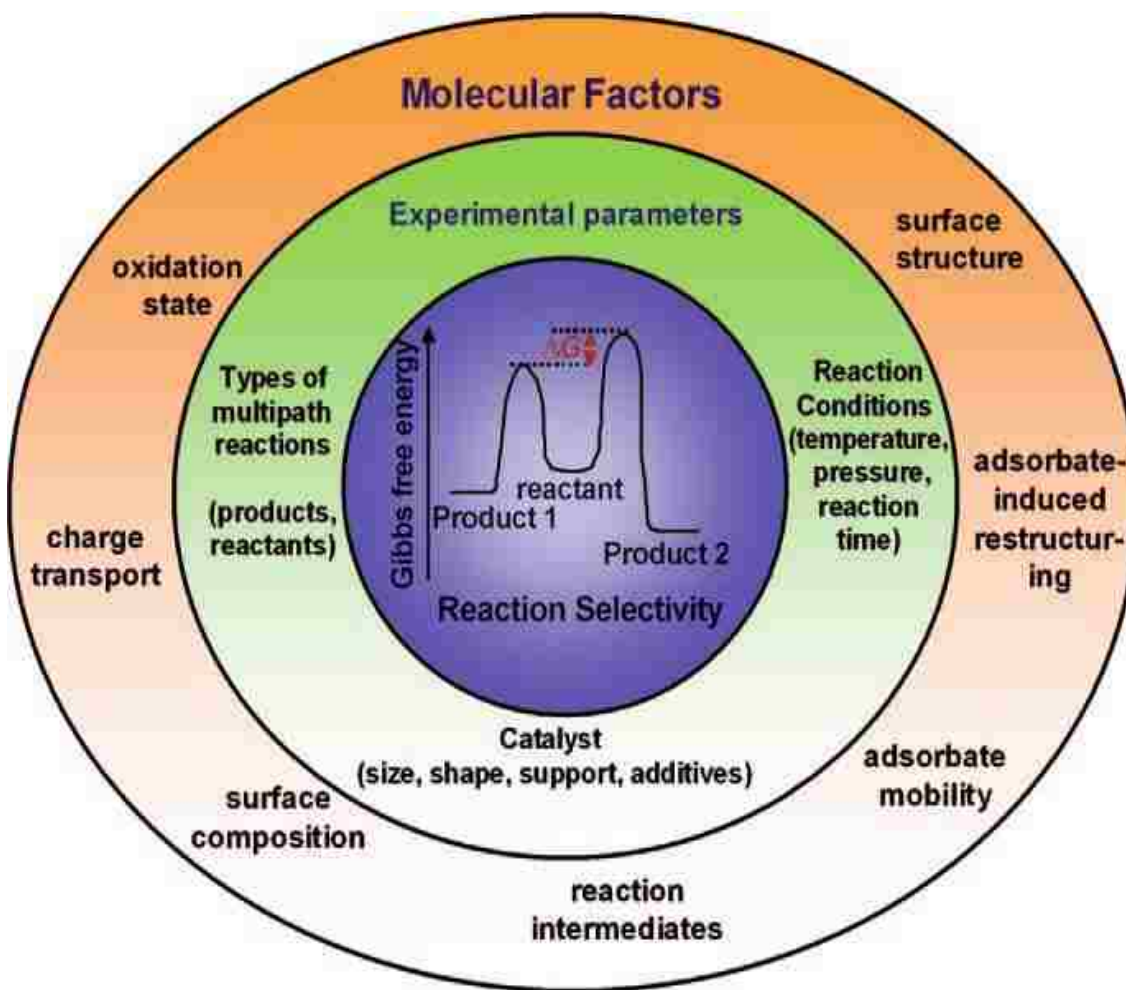 Molecular Factors
Experimental parameters
oxidation
state
surface
structure
Types of
multipath
reactions
(products,
reactants)
charge
transport
Gibbs free energy
ΔG
reactant
Product 1
Product 2
Reaction Selectivity
Reaction
Conditions
(temperature,
pressure,
reaction
time)
adsorbate-
induced
restructur-
ing
Catalyst
(size, shape, support, additives)
surface
composition
adsorbate
mobility
reaction
intermediates